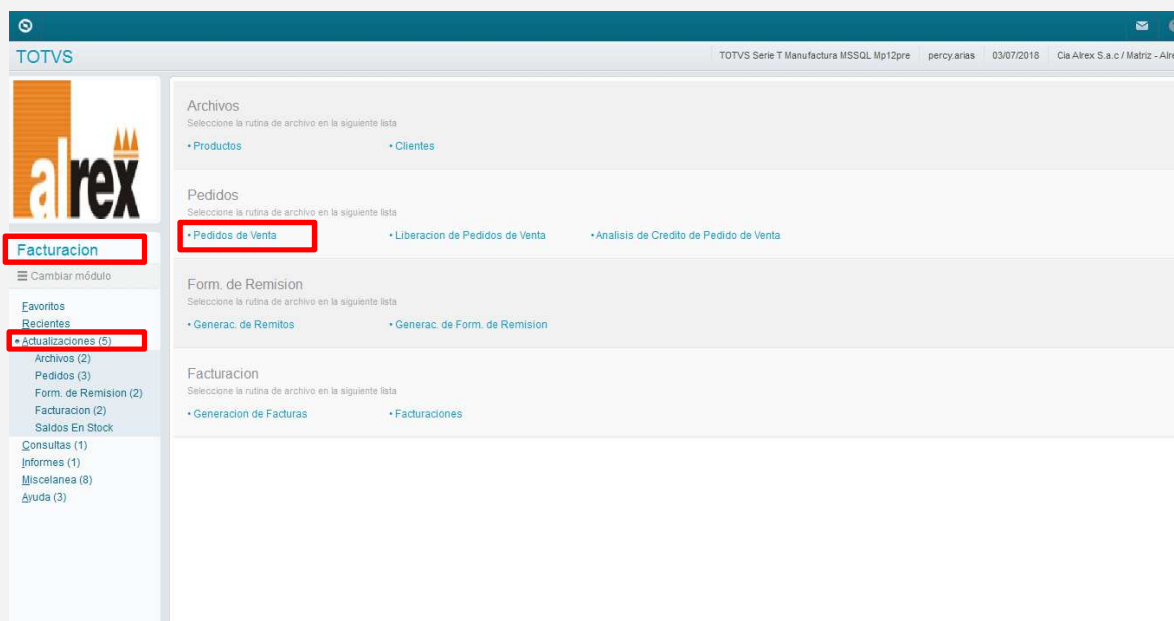 TOTVS
TOTVS Serie T Manufactura MSSQL Mp12pre percy.arias 03/07/2018 Cia Alrex S.a.c / Matriz - Alre
alrex
Facturacion
Cambiar módulo
Favoritos
Recientes
Actualizaciones (5)
Archivos (2)
Pedidos (3)
Form. de Remision (2)
Facturacion (2)
Saldos En Stock
Consultas (1)
Informes (1)
Miscelanea (8)
Ayuda (3)
Archivos
Seleccione la rutina de archivo en la siguiente lista
• Productos • Clientes
Pedidos
Seleccione la rutina de archivo en la siguiente lista
• Pedidos de Venta • Liberacion de Pedidos de Venta • Analisis de Credito de Pedido de Venta
Form. de Remision
Seleccione la rutina de archivo en la siguiente lista
• Generac. de Remitos • Generac. de Form. de Remision
Facturacion
Seleccione la rutina de archivo en la siguiente lista
• Generacion de Facturas • Facturaciones